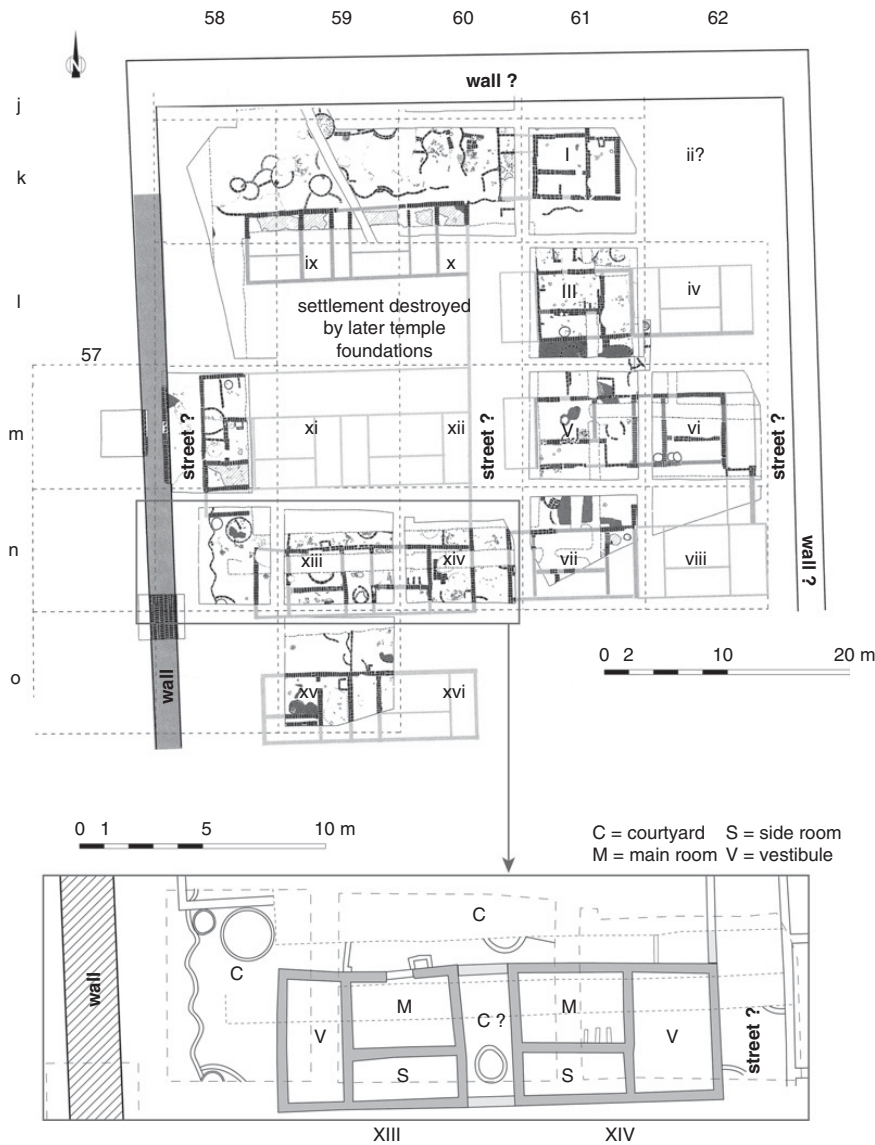 58 59 60 61 62
N
wall ?
j
k
I
ii?
ix
x
l
III
iv
settlement destroyed
by later temple
foundations
57
m
street ?
xi
xii
street ?
V
vi
street ?
n
xiii
xiv
vii
viii
wall ?
o
wall
xv
xvi
0 2 10 20 m
0 1 5 10 m
C = courtyard S = side room
M = main room V = vestibule
wall
C
C
V
M
S
C ?
M
S
V
street ?
XIII XIV